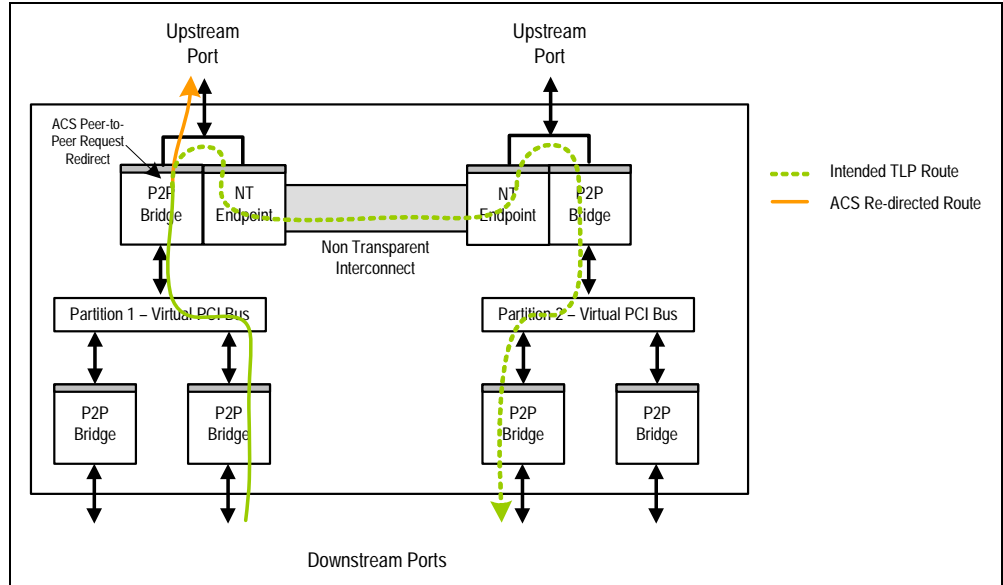 Upstream
Port
Upstream
Port
ACS Peer-to-
Peer Request
Redirect
P2P
Bridge
NT
Endpoint
NT
Endpoint
P2P
Bridge
Intended TLP Route
ACS Re-directed Route
Non Transparent
Interconnect
Partition 1 – Virtual PCI Bus
Partition 2 – Virtual PCI Bus
P2P
Bridge
P2P
Bridge
P2P
Bridge
P2P
Bridge
Downstream Ports